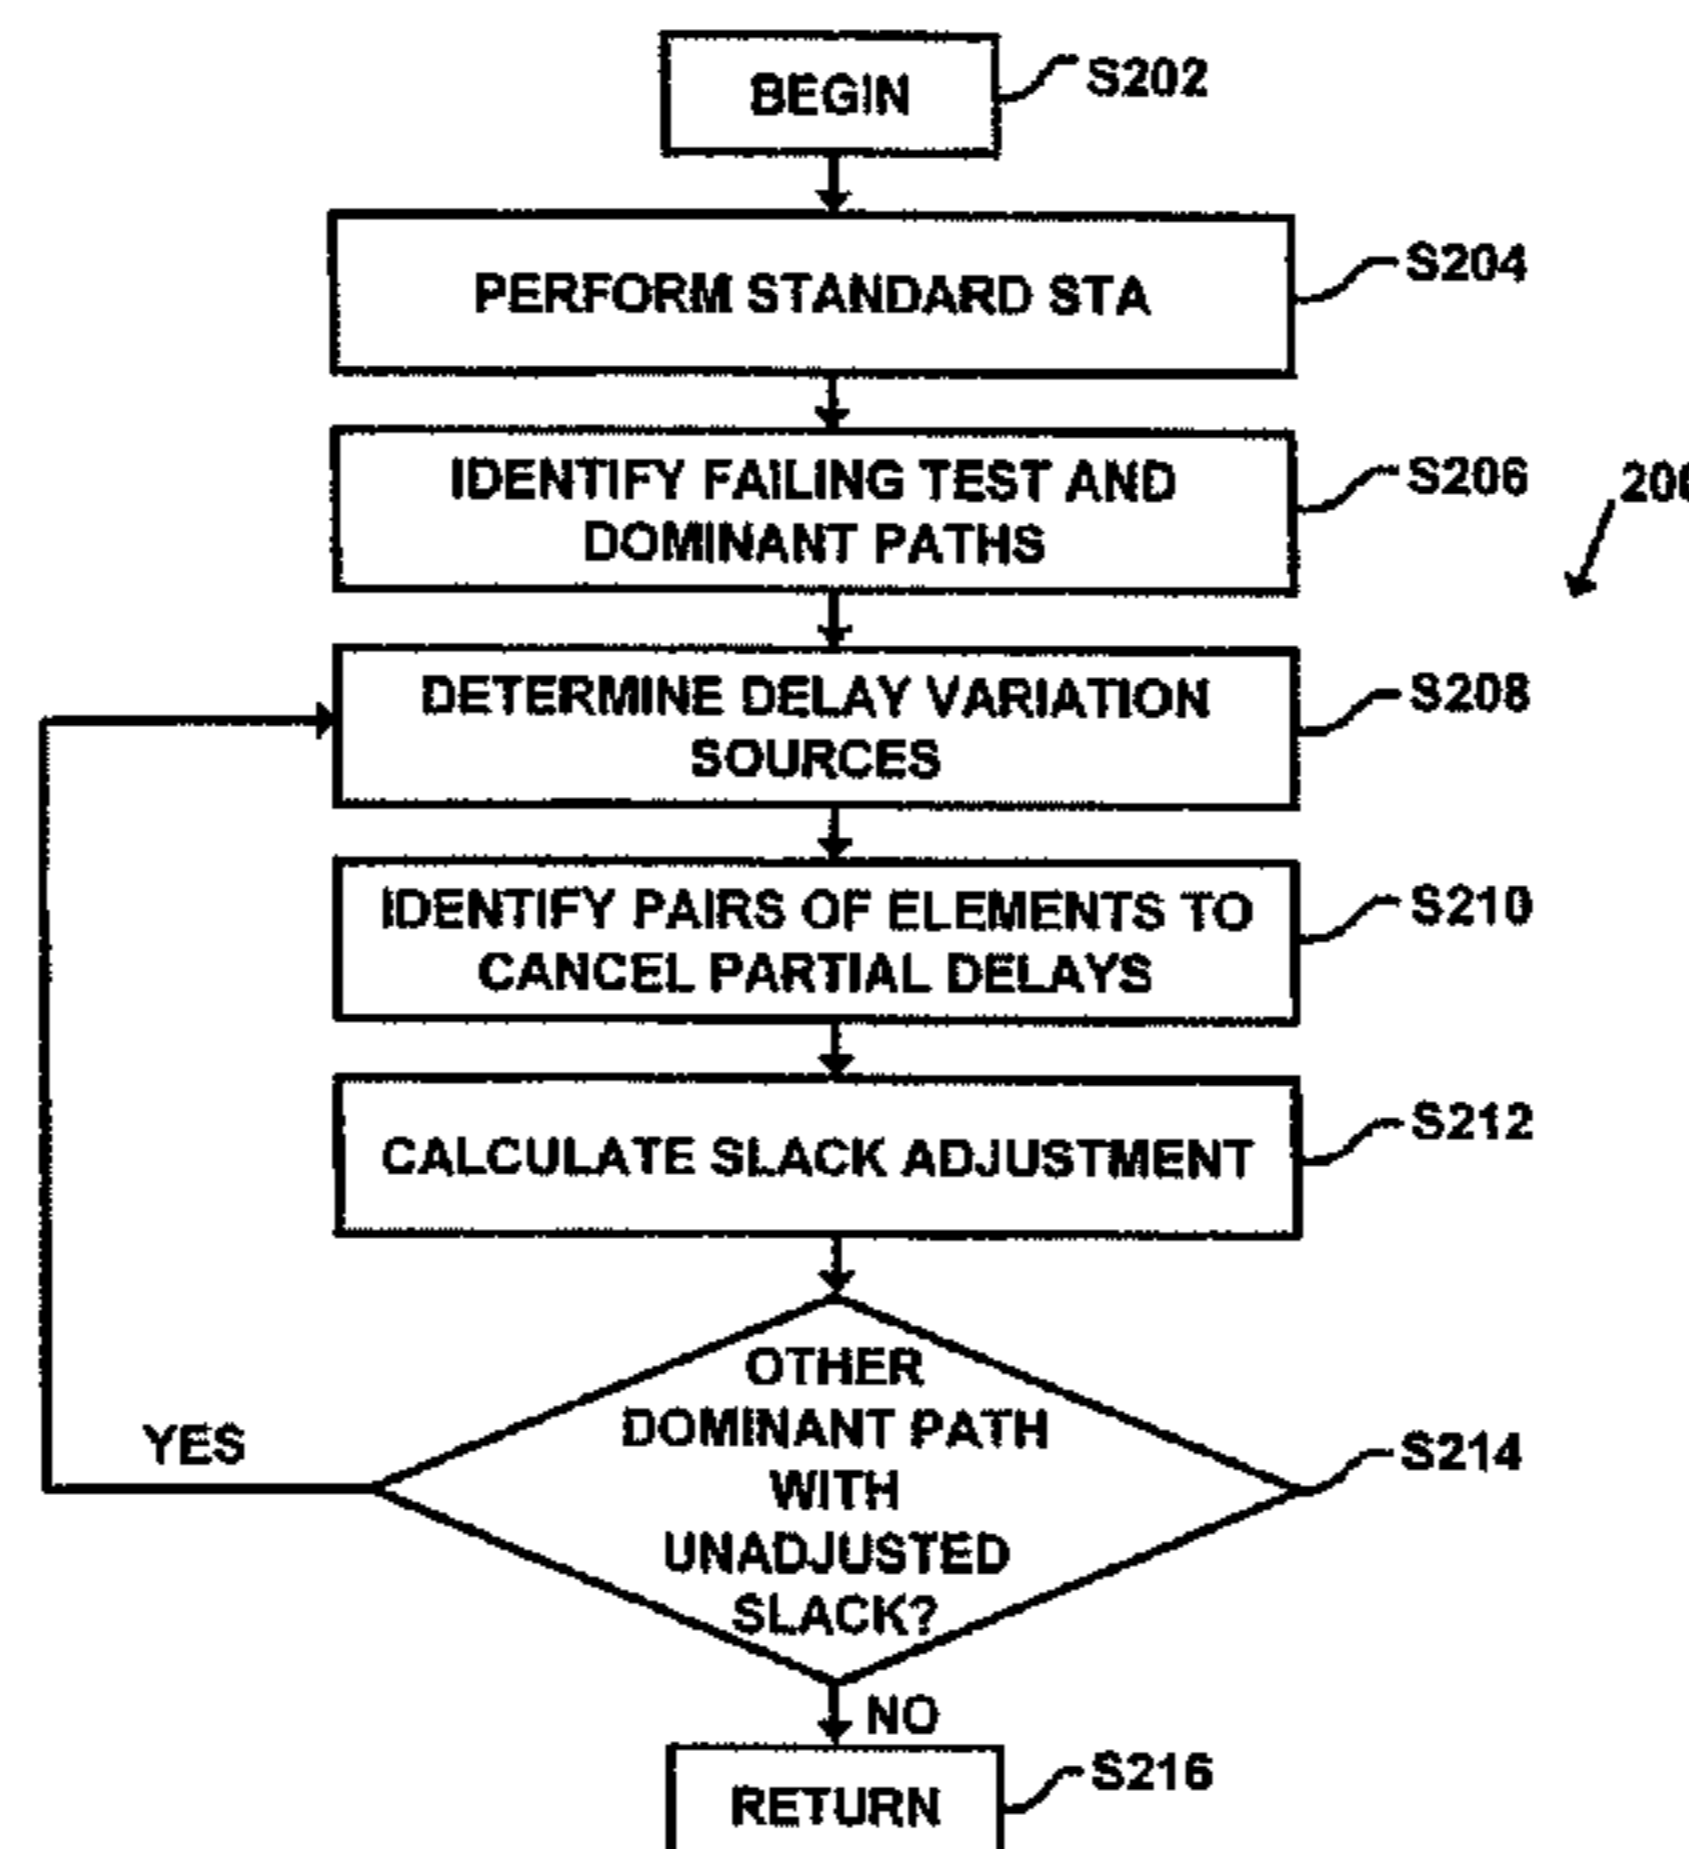 BEGIN
S202
PERFORM STANDARD STA
S204
IDENTIFY FAILING TEST AND
DOMINANT PATHS
S206
DETERMINE DELAY VARIATION
SOURCES
S208
IDENTIFY PAIRS OF ELEMENTS TO
CANCEL PARTIAL DELAYS
S210
CALCULATE SLACK ADJUSTMENT
S212
OTHER
DOMINANT PATH
WITH
UNADJUSTED
SLACK?
S214
YES
NO
RETURN
S216